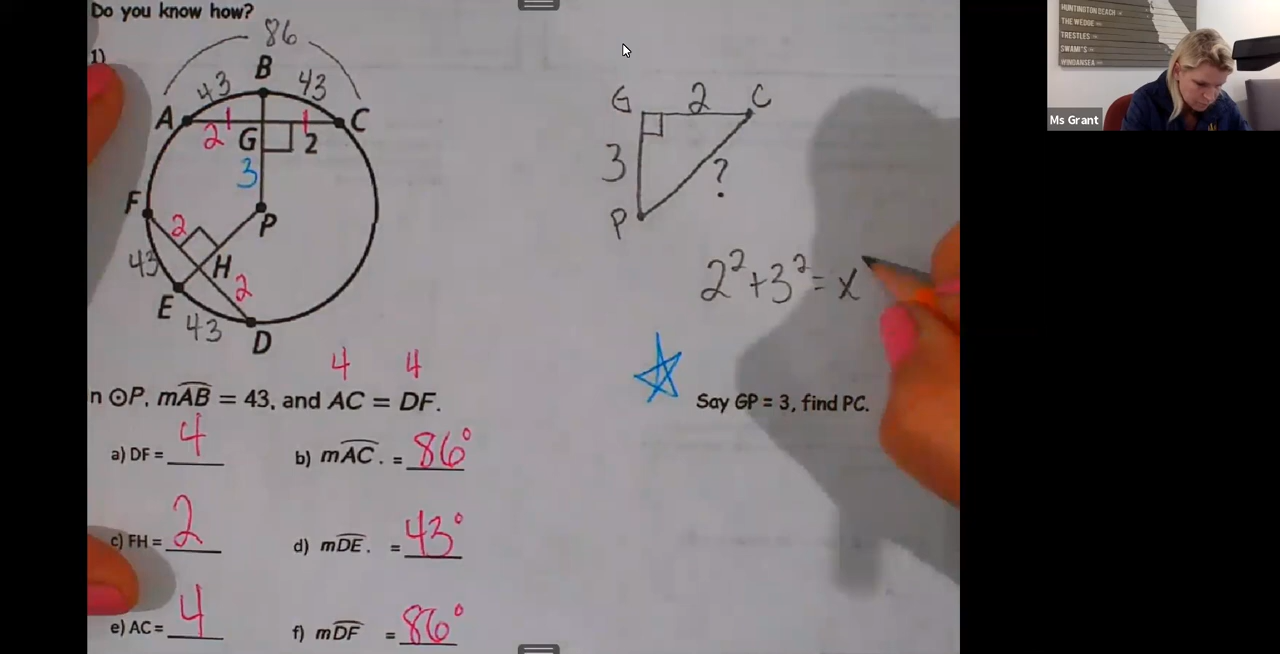 Do you know how?
1)
86
43 B 43
A C
2 G 2
3
F
2 P
43 H
2
E
43 D
G 2 C
3 ?
P
2² + 3² = x
4 4
n ⊙P, mAB = 43, and AC = DF.
Say GP = 3, find PC.
a) DF = 4 b) mAC. = 86°
c) FH = 2 d) mDE. = 43°
e) AC = 4 f) mDF = 86°
HUNTINGTON BEACH
THE WEDGE
TRESTLES
SWAMI'S
WINDANSEA
Ms Grant